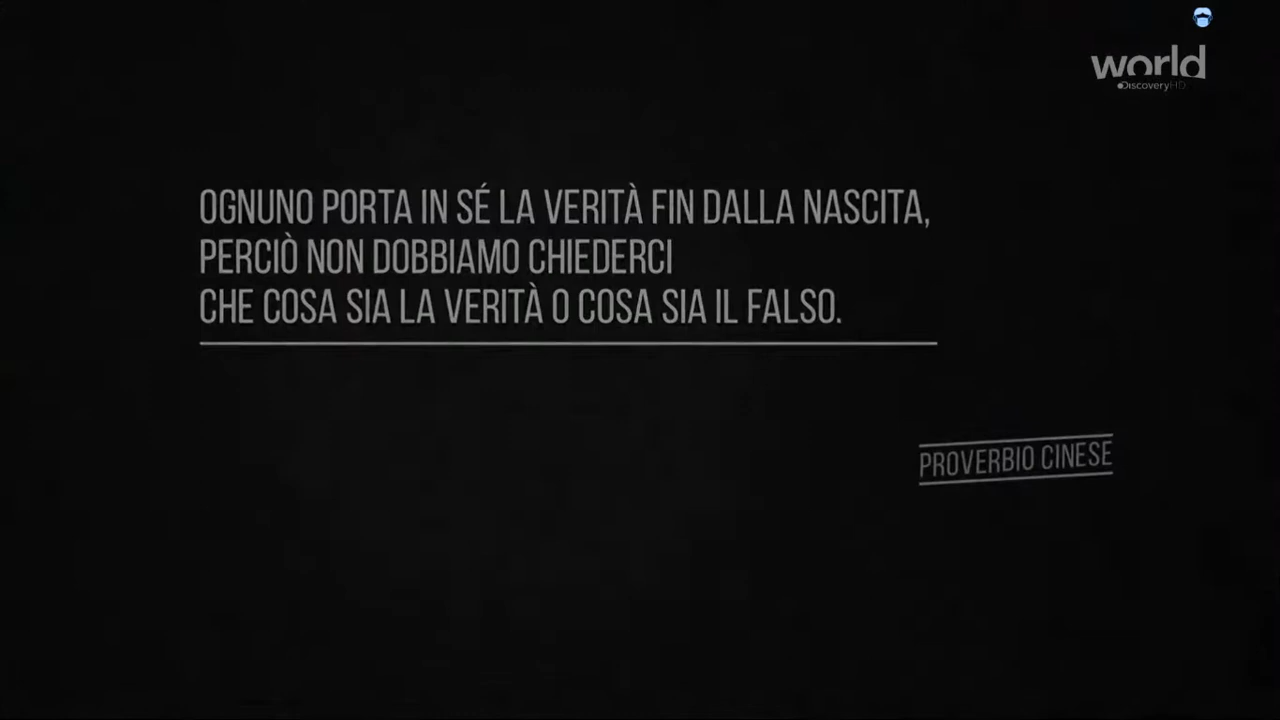 world
Discovery HD
OGNUNO PORTA IN SÉ LA VERITÀ FIN DALLA NASCITA,
PERCIÒ NON DOBBIAMO CHIEDERCI
CHE COSA SIA LA VERITÀ O COSA SIA IL FALSO.
PROVERBIO CINESE